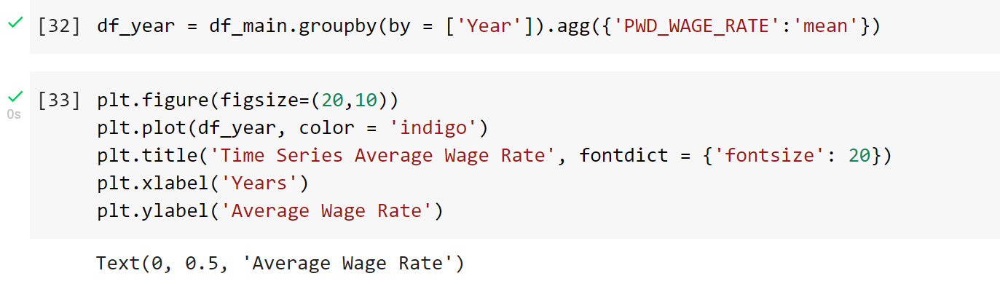 [32] df_year = df_main.groupby(by = ['Year']).agg({'PWD_WAGE_RATE':'mean'})
[33] plt.figure(figsize=(20,10))
0s
plt.plot(df_year, color = 'indigo')
plt.title('Time Series Average Wage Rate', fontdict = {'fontsize': 20})
plt.xlabel('Years')
plt.ylabel('Average Wage Rate')
Text(0, 0.5, 'Average Wage Rate')